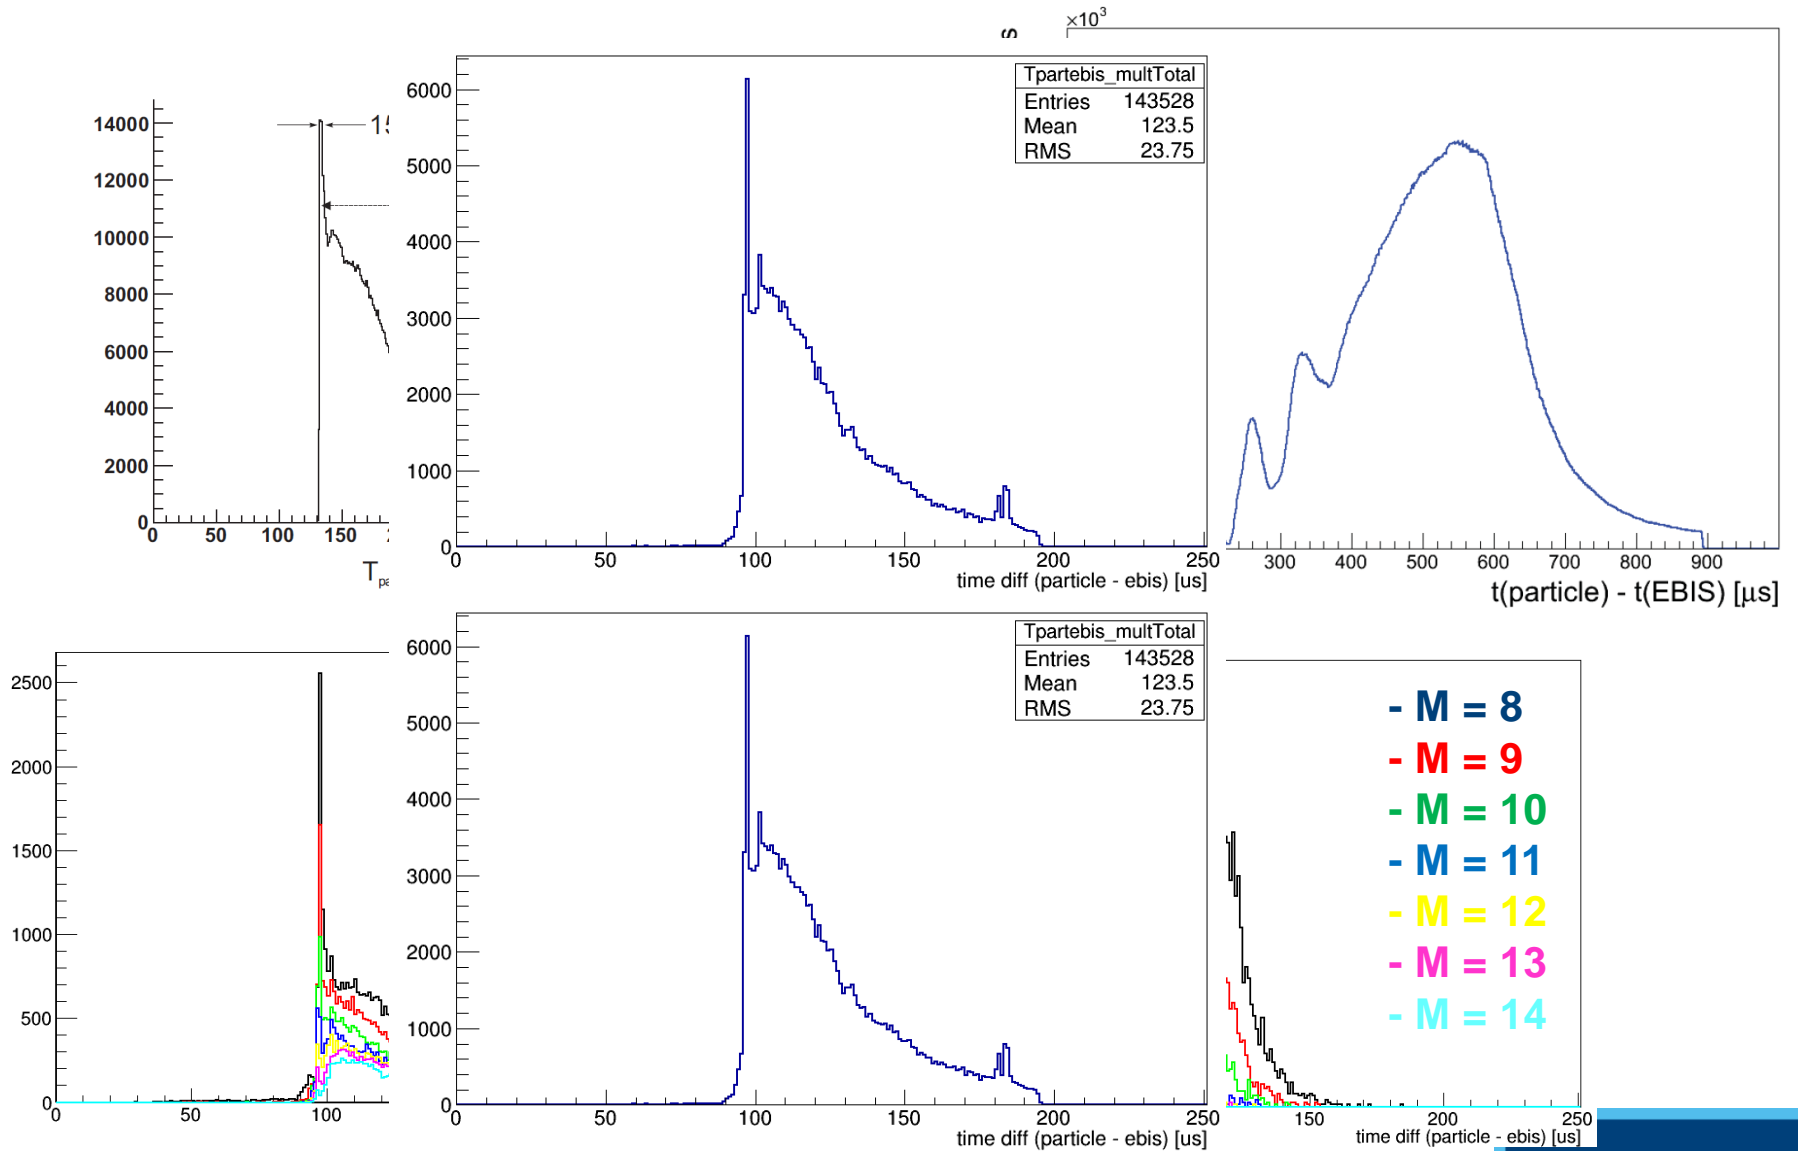 ×10³
s
14000
12000
10000
8000
6000
4000
2000
0
0 50 100 150
15
6000
5000
4000
3000
2000
1000
0
0 50 100 150 200 250
time diff (particle - ebis) [us]
Tpartebis_multTotal
Entries 143528
Mean 123.5
RMS 23.75
300 400 500 600 700 800 900
t(particle) - t(EBIS) [μs]
2500
2000
1500
1000
500
0
0 50 100
6000
5000
4000
3000
2000
1000
0
0 50 100 150 200 250
time diff (particle - ebis) [us]
Tpartebis_multTotal
Entries 143528
Mean 123.5
RMS 23.75
- M = 8
- M = 9
- M = 10
- M = 11
- M = 12
- M = 13
- M = 14
150 200 250
time diff (particle - ebis) [us]